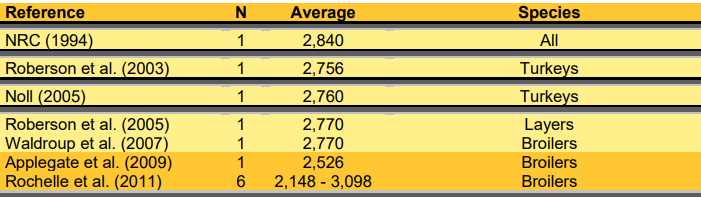 Reference N Average Species
NRC (1994) 1 2,840 All
Roberson et al. (2003) 1 2,756 Turkeys
Noll (2005) 1 2,760 Turkeys
Roberson et al. (2005) 1 2,770 Layers
Waldroup et al. (2007) 1 2,770 Broilers
Applegate et al. (2009) 1 2,526 Broilers
Rochelle et al. (2011) 6 2,148 - 3,098 Broilers